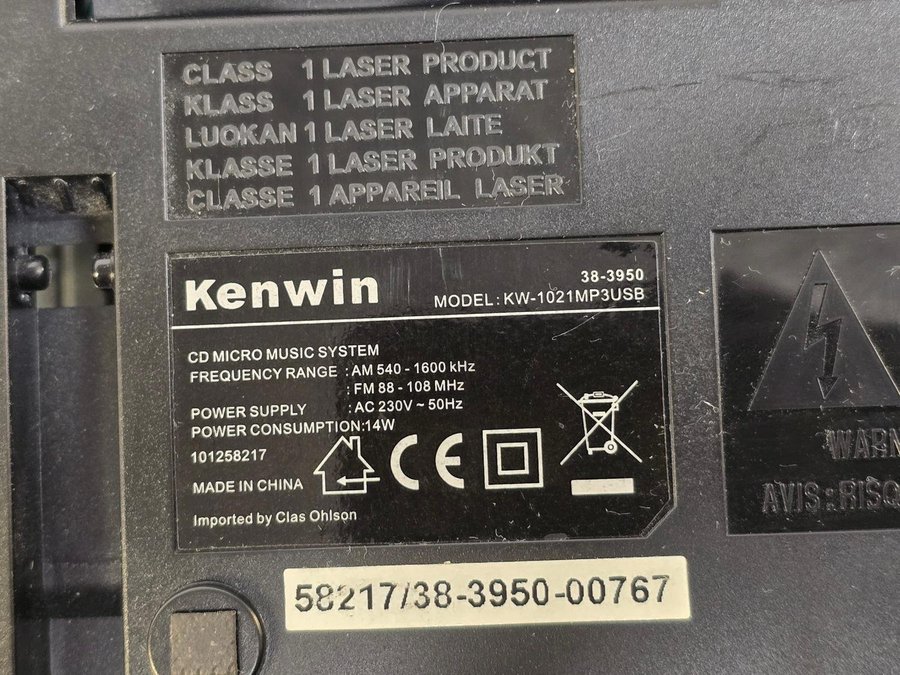 CLASS 1 LASER PRODUCT
KLASS 1 LASER APPARAT
LUOKAN 1 LASER LAITE
KLASSE 1 LASER PRODUKT
CLASSE 1 APPAREIL LASER
Kenwin
38-3950
MODEL : KW-1021MP3USB
CD MICRO MUSIC SYSTEM
FREQUENCY RANGE : AM 540 - 1600 kHz
: FM 88 - 108 MHz
POWER SUPPLY : AC 230V ~ 50Hz
POWER CONSUMPTION:14W
101258217
MADE IN CHINA
CE
Imported by Clas Ohlson
WARN
AVIS:RISQ
58217/38-3950-00767